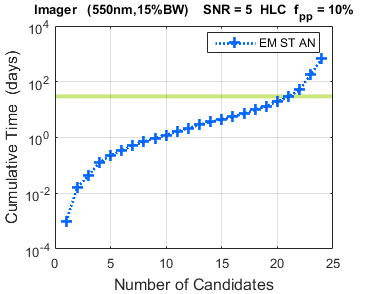 Imager (550nm,15%BW) SNR = 5 HLC fpp = 10%
EM ST AN
Cumulative Time (days)
10^4
10^2
10^0
10^-2
10^-4
0 5 10 15 20 25
Number of Candidates